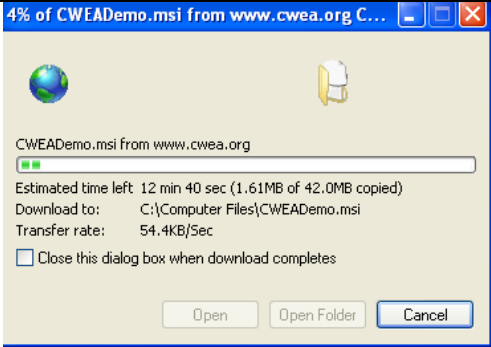 4% of CWEADemo.msi from www.cwea.org C...
CWEADemo.msi from www.cwea.org
Estimated time left 12 min 40 sec (1.61MB of 42.0MB copied)
Download to: C:\Computer Files\CWEADemo.msi
Transfer rate: 54.4KB/Sec
Close this dialog box when download completes
Open Open Folder Cancel